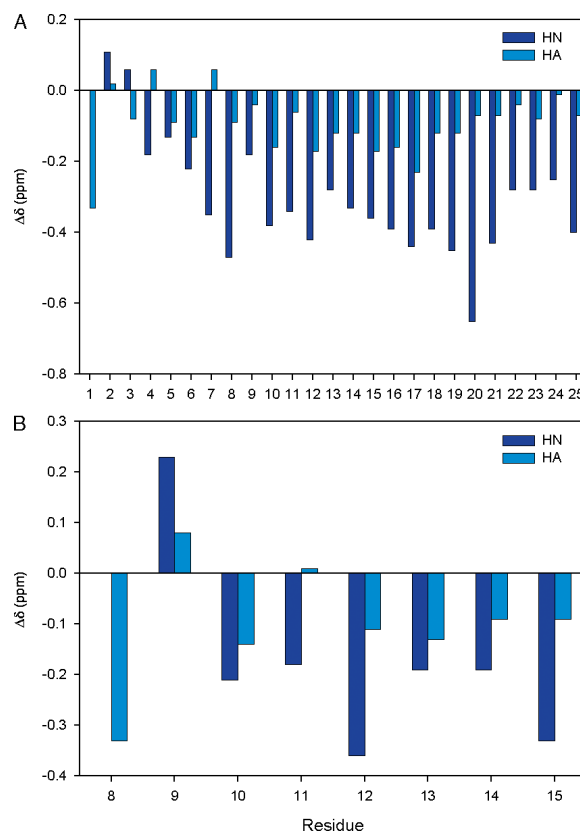 A
HN
HA
Δδ (ppm)
0.2
0.0
-0.2
-0.4
-0.6
-0.8
1 2 3 4 5 6 7 8 9 10 11 12 13 14 15 16 17 18 19 20 21 22 23 24 25
B
HN
HA
Δδ (ppm)
0.3
0.2
0.1
0.0
-0.1
-0.2
-0.3
-0.4
8 9 10 11 12 13 14 15
Residue